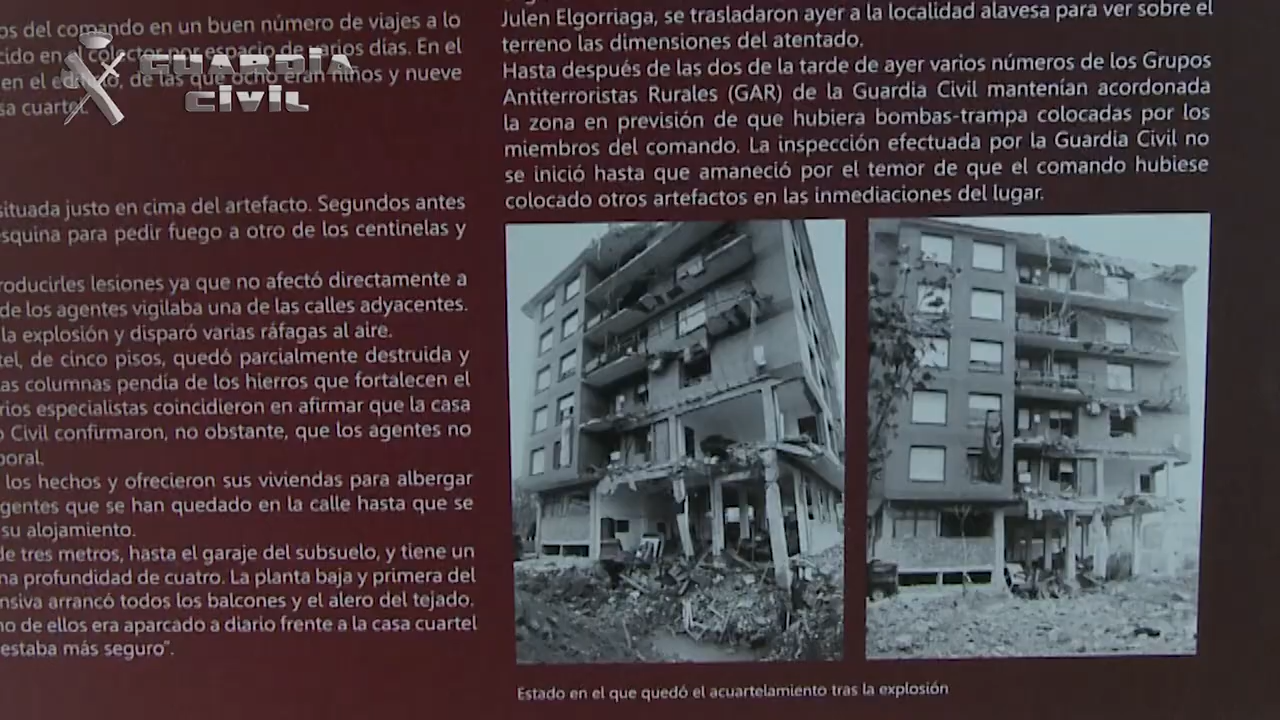 os del comando en un buen número de viajes a lo
cido en el colector por espacio de varios días. En el
en el edificio, de las que ocho eran niños y nueve
sa cuartel.
GUARDIA
CIVIL
situada justo en cima del artefacto. Segundos antes
esquina para pedir fuego a otro de los centinelas y
roducirles lesiones ya que no afectó directamente a
de los agentes vigilaba una de las calles adyacentes.
la explosión y disparó varias ráfagas al aire.
tel, de cinco pisos, quedó parcialmente destruida y
as columnas pendía de los hierros que fortalecen el
rios especialistas coincidieron en afirmar que la casa
o Civil confirmaron, no obstante, que los agentes no
poral.
los hechos y ofrecieron sus viviendas para albergar
gentes que se han quedado en la calle hasta que se
su alojamiento.
de tres metros, hasta el garaje del subsuelo, y tiene un
na profundidad de cuatro. La planta baja y primera del
nsiva arrancó todos los balcones y el alero del tejado.
no de ellos era aparcado a diario frente a la casa cuartel
estaba más seguro".
Julen Elgorriaga, se trasladaron ayer a la localidad alavesa para ver sobre el
terreno las dimensiones del atentado.
Hasta después de las dos de la tarde de ayer varios números de los Grupos
Antiterroristas Rurales (GAR) de la Guardia Civil mantenían acordonada
la zona en previsión de que hubiera bombas-trampa colocadas por los
miembros del comando. La inspección efectuada por la Guardia Civil no
se inició hasta que amaneció por el temor de que el comando hubiese
colocado otros artefactos en las inmediaciones del lugar.
Estado en el que quedó el acuartelamiento tras la explosión